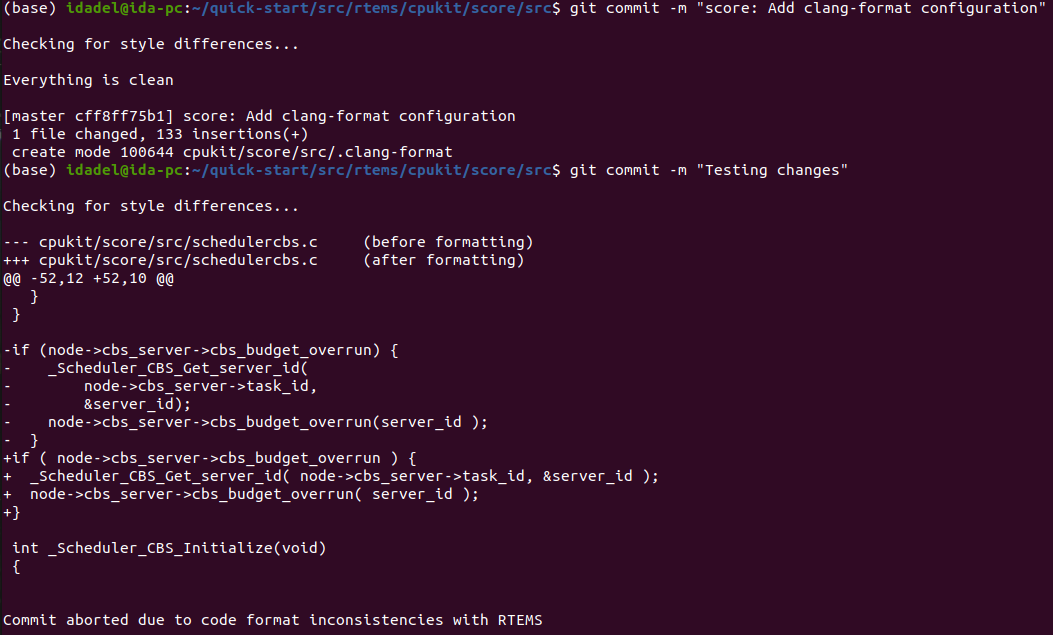 (base) idadel@ida-pc:~/quick-start/src/rtems/cpukit/score/src$ git commit -m "score: Add clang-format configuration"
Checking for style differences...
Everything is clean
[master cff8ff75b1] score: Add clang-format configuration
 1 file changed, 133 insertions(+)
 create mode 100644 cpukit/score/src/.clang-format
(base) idadel@ida-pc:~/quick-start/src/rtems/cpukit/score/src$ git commit -m "Testing changes"
Checking for style differences...
--- cpukit/score/src/schedulercbs.c     (before formatting)
+++ cpukit/score/src/schedulercbs.c     (after formatting)
@@ -52,12 +52,10 @@
   }
 }
-if (node->cbs_server->cbs_budget_overrun) {
-    _Scheduler_CBS_Get_server_id(
-        node->cbs_server->task_id,
-        &server_id);
-    node->cbs_server->cbs_budget_overrun(server_id );
-  }
+if ( node->cbs_server->cbs_budget_overrun ) {
+  _Scheduler_CBS_Get_server_id( node->cbs_server->task_id, &server_id );
+  node->cbs_server->cbs_budget_overrun( server_id );
+}
 int _Scheduler_CBS_Initialize(void)
 {
Commit aborted due to code format inconsistencies with RTEMS